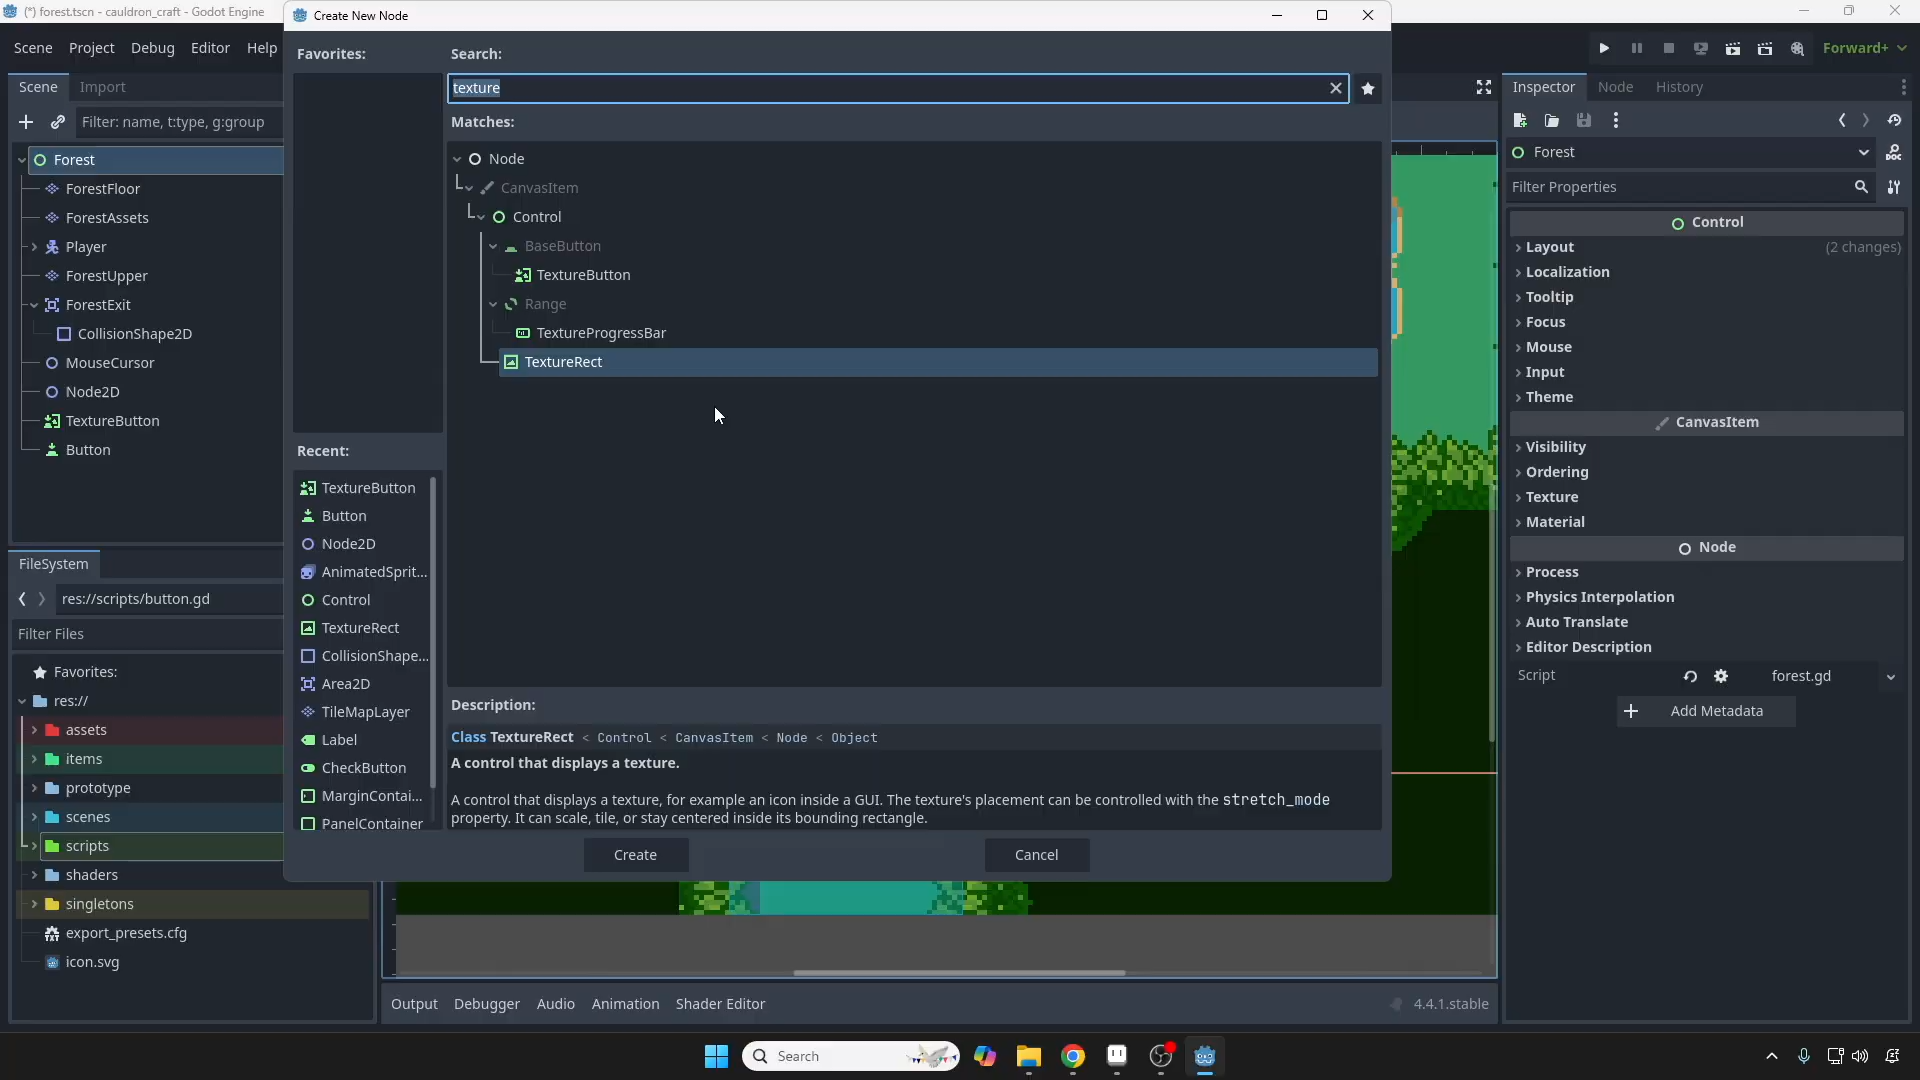 (*) forest.tscn - cauldron_craft - Godot Engine
Scene Project Debug Editor Help
Forward+
Scene Import
Filter: name, t:type, g:group
Forest
ForestFloor
ForestAssets
Player
ForestUpper
ForestExit
CollisionShape2D
MouseCursor
Node2D
TextureButton
Button
FileSystem
res://scripts/button.gd
Filter Files
Favorites:
res://
assets
items
prototype
scenes
scripts
shaders
singletons
export_presets.cfg
icon.svg
Create New Node
Favorites:
Search:
texture
Matches:
Node
CanvasItem
Control
BaseButton
TextureButton
Range
TextureProgressBar
TextureRect
Recent:
TextureButton
Button
Node2D
AnimatedSprit...
Control
TextureRect
CollisionShape...
Area2D
TileMapLayer
Label
CheckButton
MarginContai...
PanelContainer
Description:
Class TextureRect < Control < CanvasItem < Node < Object
A control that displays a texture.
A control that displays a texture, for example an icon inside a GUI. The texture's placement can be controlled with the stretch_mode
property. It can scale, tile, or stay centered inside its bounding rectangle.
Create Cancel
Inspector Node History
Forest
Filter Properties
Control
Layout (2 changes)
Localization
Tooltip
Focus
Mouse
Input
Theme
CanvasItem
Visibility
Ordering
Texture
Material
Node
Process
Physics Interpolation
Auto Translate
Editor Description
Script forest.gd
Add Metadata
Output Debugger Audio Animation Shader Editor 4.4.1.stable
Search